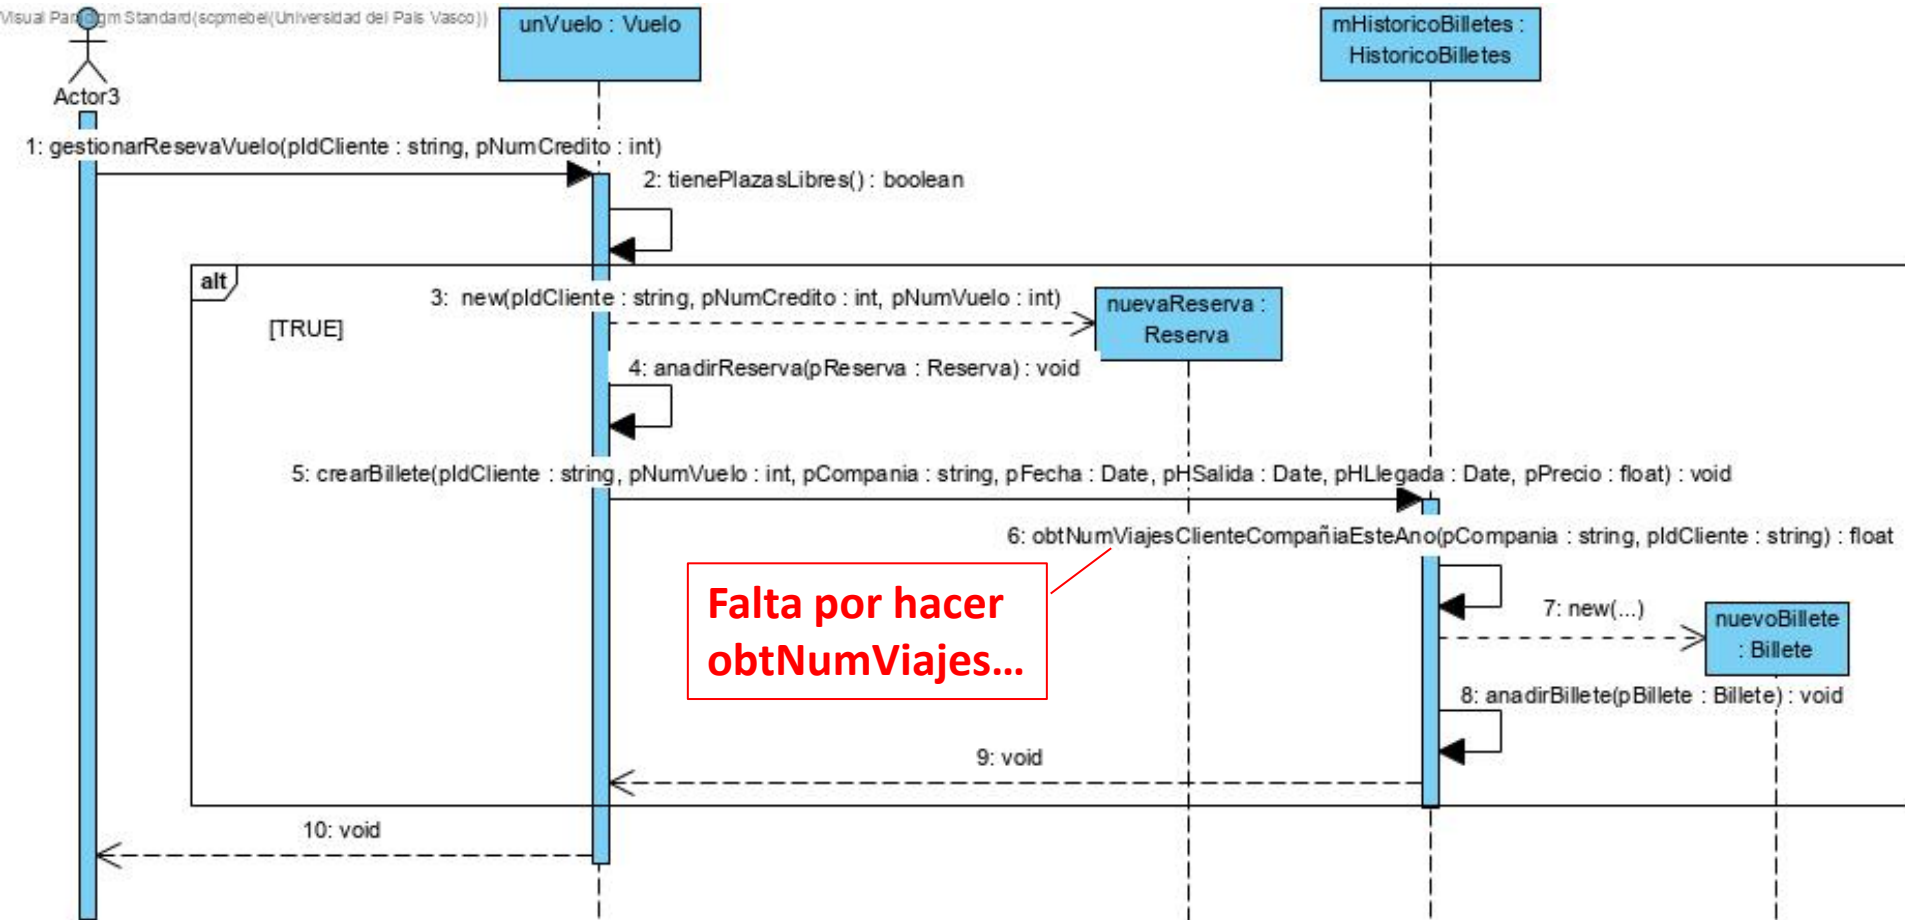 Visual Paradigm Standard(scpmebel(Universidad del Pais Vasco))
unVuelo : Vuelo
mHistoricoBilletes :
HistoricoBilletes
Actor3
1: gestionarResevaVuelo(pIdCliente : string, pNumCredito : int)
2: tienePlazasLibres() : boolean
alt
3: new(pIdCliente : string, pNumCredito : int, pNumVuelo : int)
nuevaReserva :
Reserva
[TRUE]
4: anadirReserva(pReserva : Reserva) : void
5: crearBillete(pIdCliente : string, pNumVuelo : int, pCompania : string, pFecha : Date, pHSalida : Date, pHLlegada : Date, pPrecio : float) : void
6: obtNumViajesClienteCompañiaEsteAno(pCompania : string, pIdCliente : string) : float
Falta por hacer
obtNumViajes...
7: new(...)
nuevoBillete
: Billete
8: anadirBillete(pBillete : Billete) : void
9: void
10: void